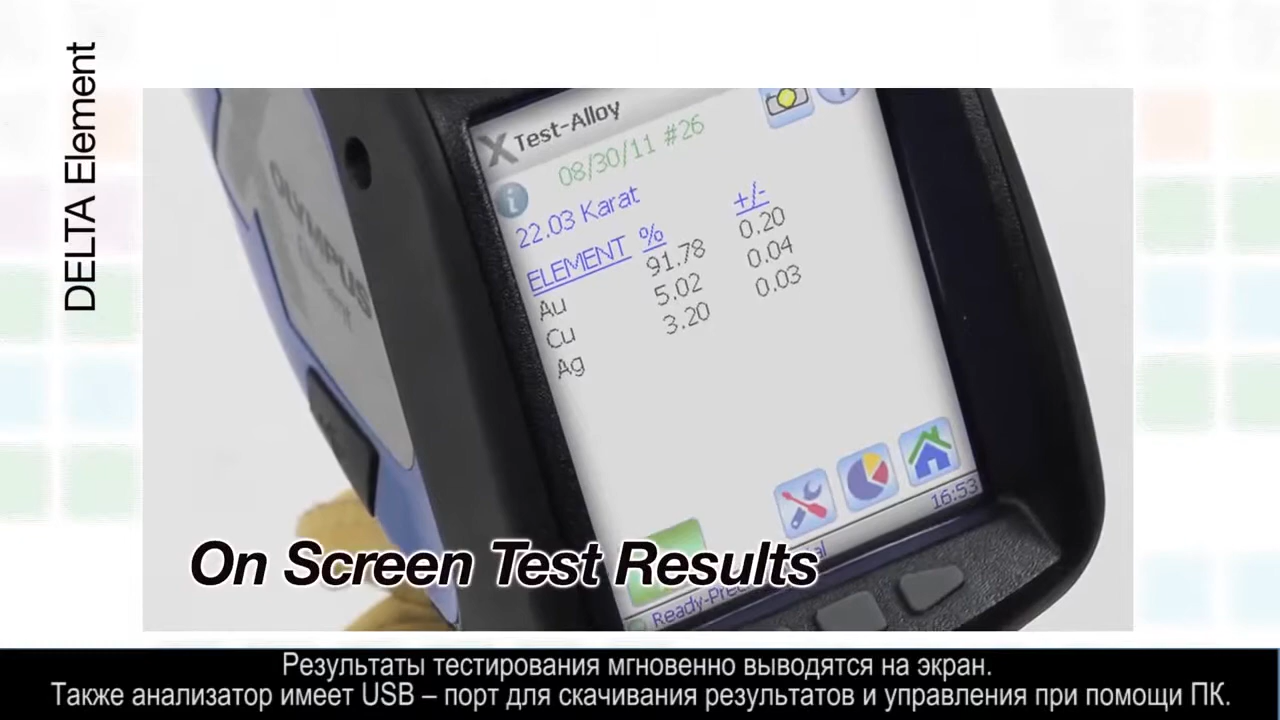 DELTA Element
Test-Alloy
08/30/11 #26
22.03 Karat
ELEMENT % +/-
Au 91.78 0.20
Cu 5.02 0.04
Ag 3.20 0.03
16:53
OLYMPUS
On Screen Test Results
Результаты тестирования мгновенно выводятся на экран.
Также анализатор имеет USB – порт для скачивания результатов и управления при помощи ПК.